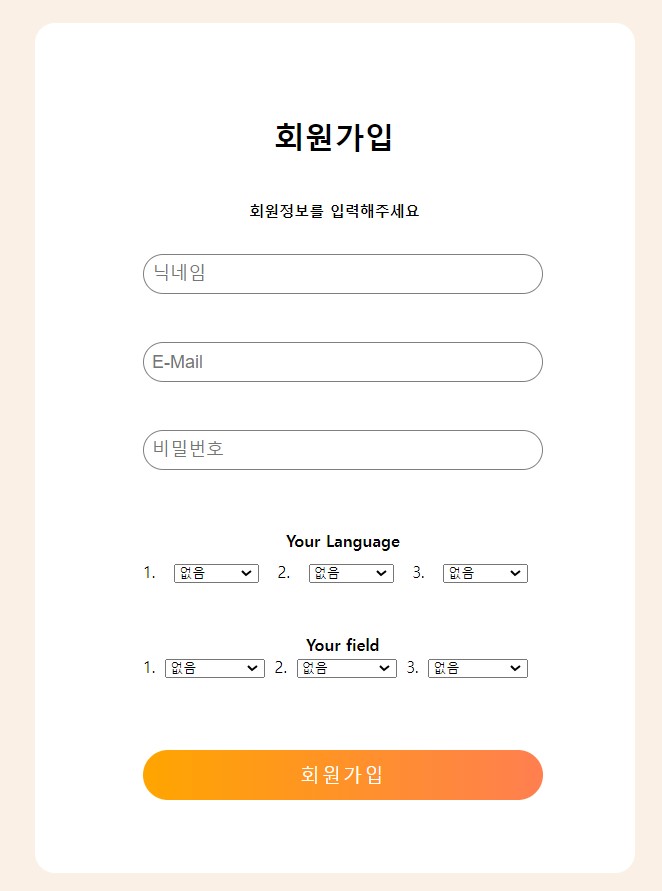 회원가입
회원정보를 입력해주세요
닉네임
E-Mail
비밀번호
Your Language
1. 없음 2. 없음 3. 없음
Your field
1. 없음 2. 없음 3. 없음
회원가입